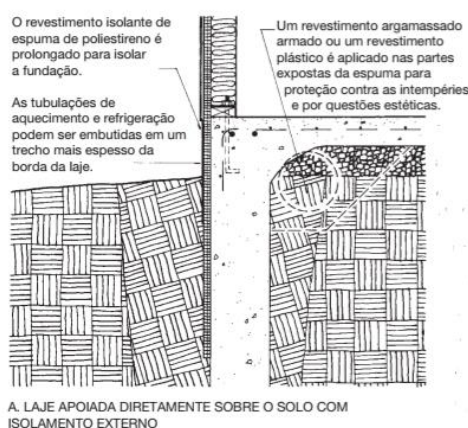 O revestimento isolante de
espuma de poliestireno é
prolongado para isolar
a fundação.
As tubulações de
aquecimento e refrigeração
podem ser embutidas em um
trecho mais espesso da
borda da laje.
Um revestimento argamassado
armado ou um revestimento
plástico é aplicado nas partes
expostas da espuma para
proteção contra as intempéries
e por questões estéticas.
A. LAJE APOIADA DIRETAMENTE SOBRE O SOLO COM
ISOLAMENTO EXTERNO